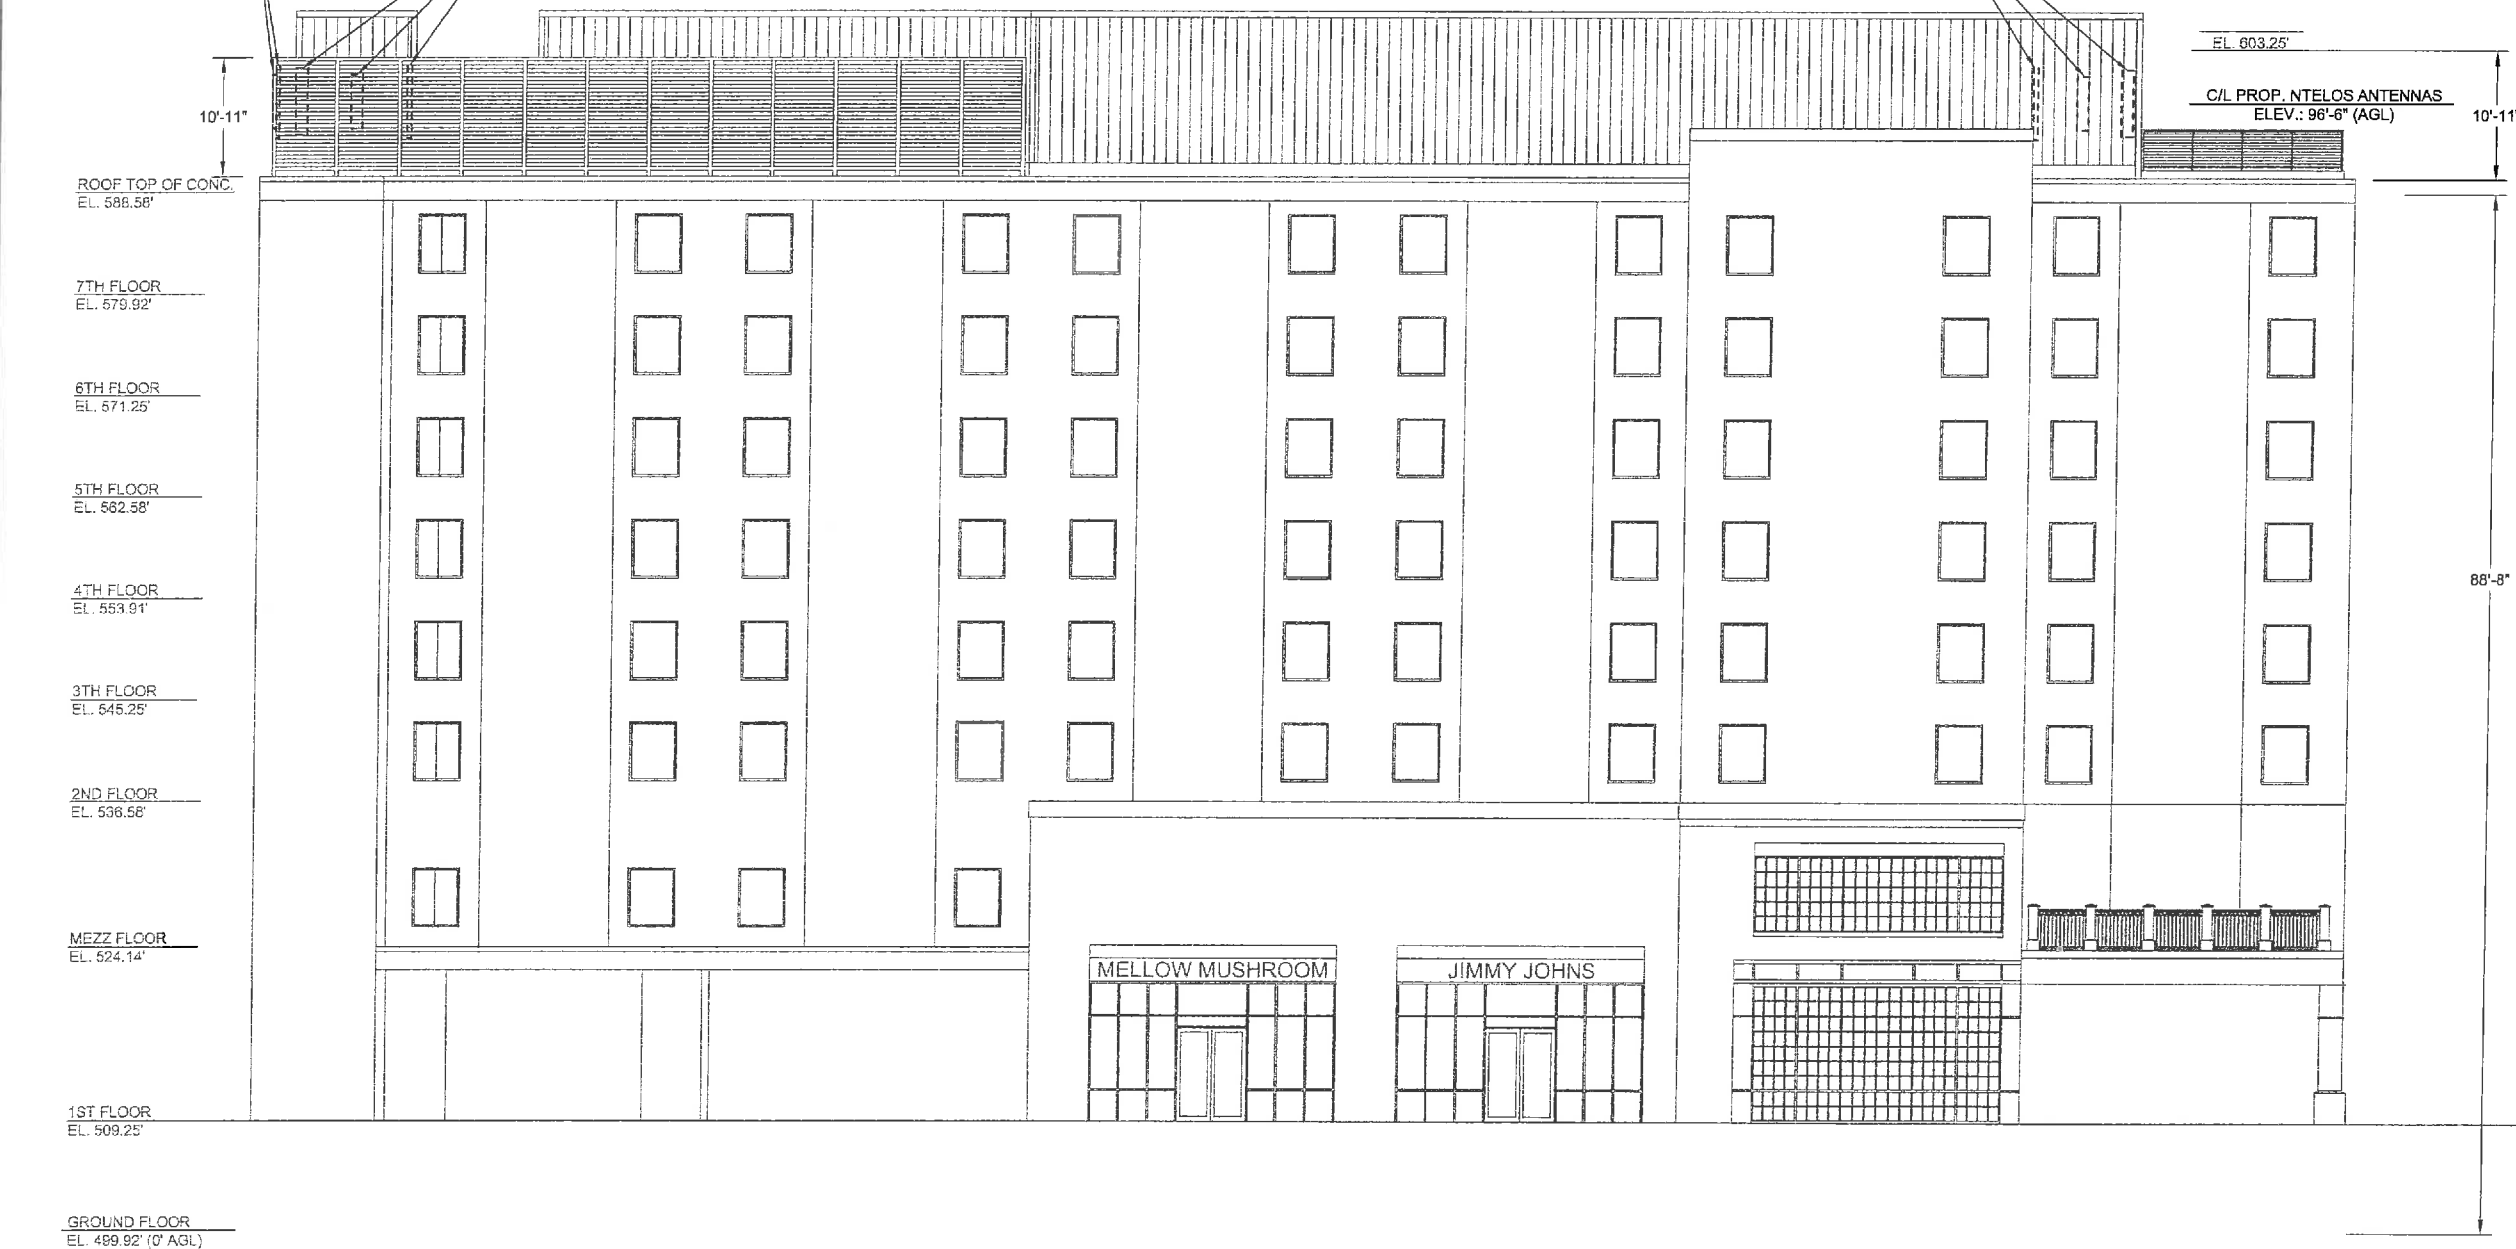 EL. 603.25'
C/L PROP. NTELOS ANTENNAS
ELEV.: 96'-6" (AGL)
10'-11"
10'-11"
ROOF TOP OF CONC.
EL. 588.58'
7TH FLOOR
EL. 579.92'
6TH FLOOR
EL. 571.25'
5TH FLOOR
EL. 562.58'
4TH FLOOR
EL. 553.91'
88'-8"
3TH FLOOR
EL. 545.25'
2ND FLOOR
EL. 536.58'
MEZZ FLOOR
EL. 524.14'
MELLOW MUSHROOM
JIMMY JOHNS
1ST FLOOR
EL. 509.25'
GROUND FLOOR
EL. 499.92' (0' AGL)